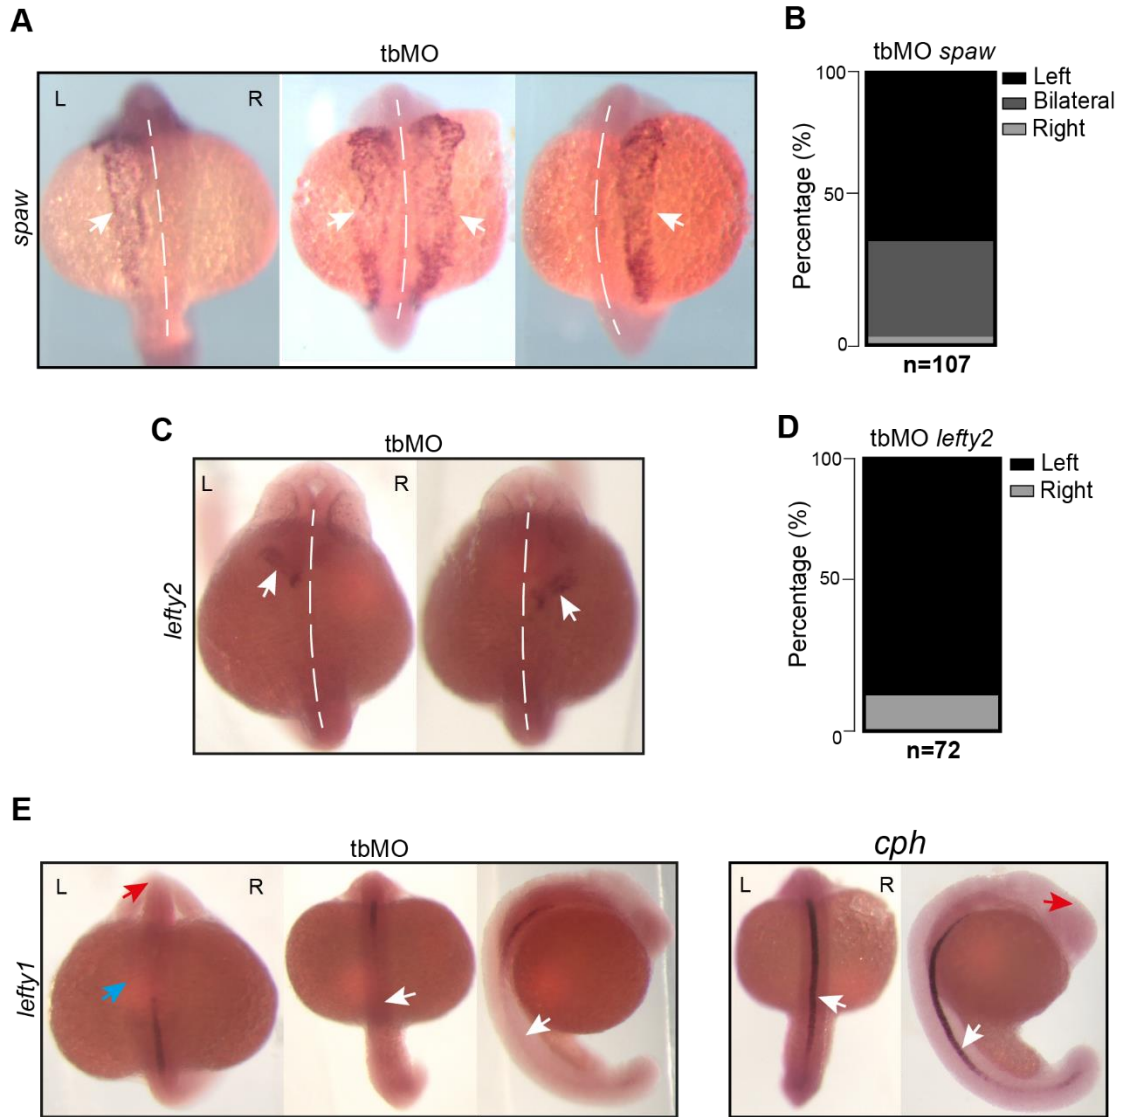 A
tbMO
L
R
spaw
B
tbMO spaw
100
50
0
Percentage (%)
Left
Bilateral
Right
n=107
C
tbMO
L
R
lefty2
D
tbMO lefty2
100
50
0
Percentage (%)
Left
Right
n=72
E
tbMO
L
R
lefty1
cph
L
R